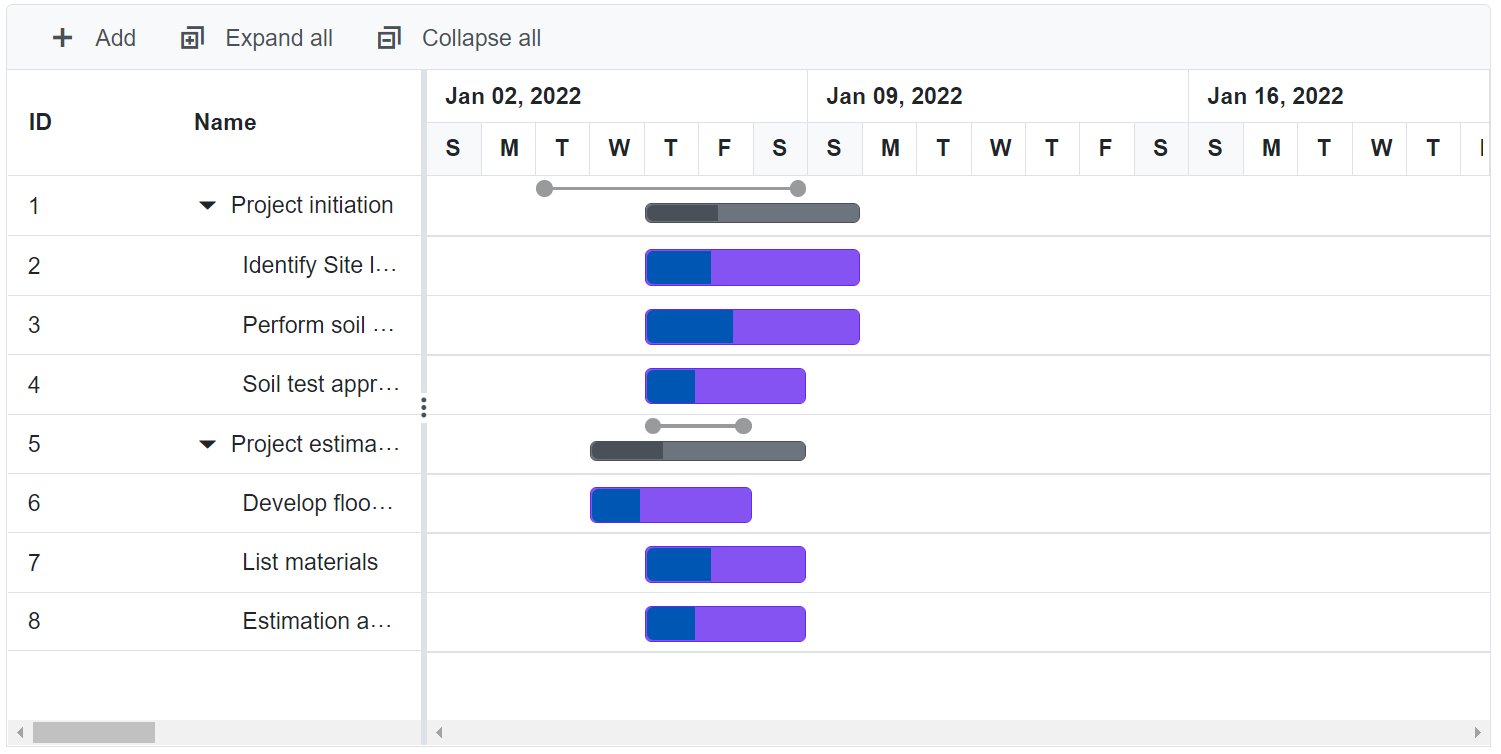 Add Expand all Collapse all
ID Name Jan 02, 2022 Jan 09, 2022 Jan 16, 2022
S M T W T F S S M T W T F S S M T W T
1 Project initiation
2 Identify Site l...
3 Perform soil ...
4 Soil test appr...
5 Project estima...
6 Develop floo...
7 List materials
8 Estimation a...